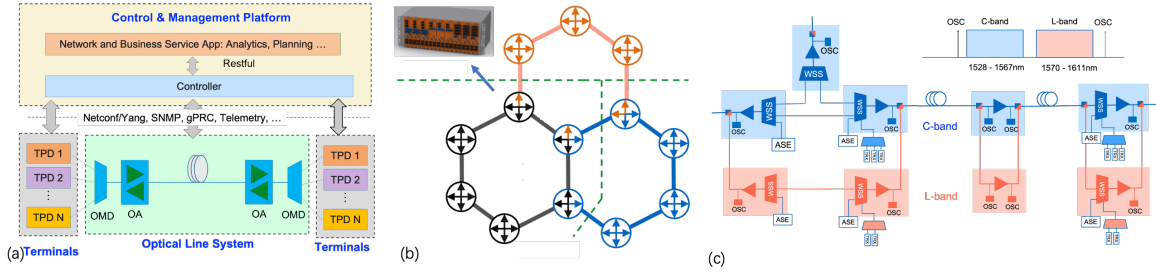 Control & Management Platform
Network and Business Service App: Analytics, Planning ...
Restful
Controller
Netconf/Yang, SNMP, gPRC, Telemetry, ...
TPD 1
TPD 2
TPD N
OMD
OA
OA
OMD
TPD 1
TPD 2
TPD N
(a)
Terminals
Optical Line System
Terminals
(b)
OSC
C-band
L-band
OSC
1528 - 1567nm
1570 - 1611nm
OSC
WSS
OSC
WSS
ASE
WSS
OSC
ASE
C-band
OSC
OSC
WSS
OSC
ASE
OSC
WSS
WSS
OSC
ASE
L-band
OSC
WSS
OSC
ASE
(c)